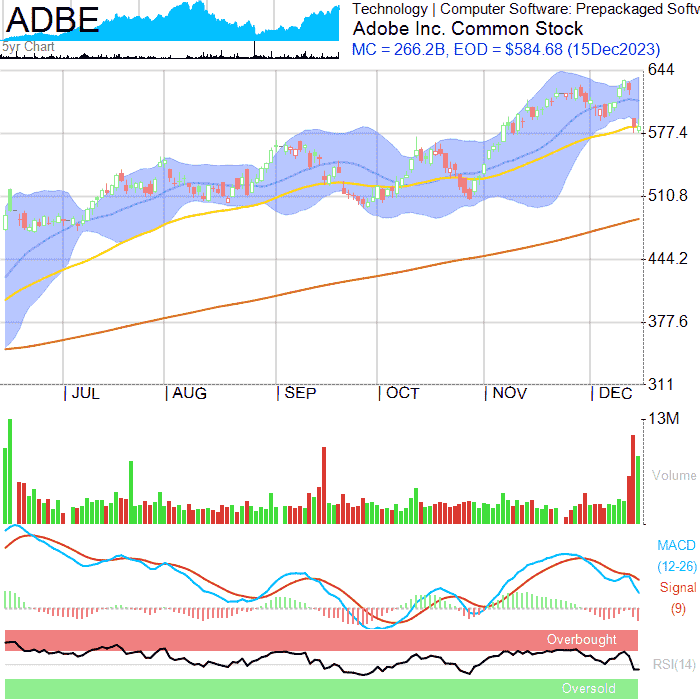 ADBE
5yr Chart
Technology | Computer Software: Prepackaged Softw
Adobe Inc. Common Stock
MC = 266.2B, EOD = $584.68 (15Dec2023)
644
577.4
510.8
444.2
377.6
311
| JUL | AUG | SEP | OCT | NOV | DEC
13M
Volume
MACD
(12-26)
Signal
(9)
Overbought
RSI(14)
Oversold